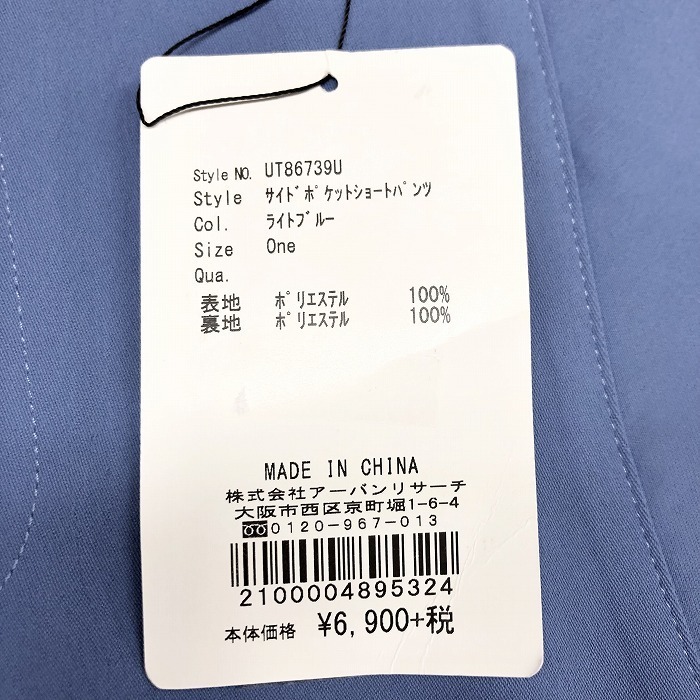 Style NO. UT86739U
Style ｻｲﾄﾞﾎﾟｹｯﾄｼｮｰﾄﾊﾟﾝﾂ
Col. ﾗｲﾄﾌﾞﾙｰ
Size One
Qua.
表地 ﾎﾟﾘｴｽﾃﾙ 100%
裏地 ﾎﾟﾘｴｽﾃﾙ 100%
MADE IN CHINA
株式会社アーバンリサーチ
大阪市西区京町堀1-6-4
0120-967-013
2100004895324
本体価格 ¥6,900+税